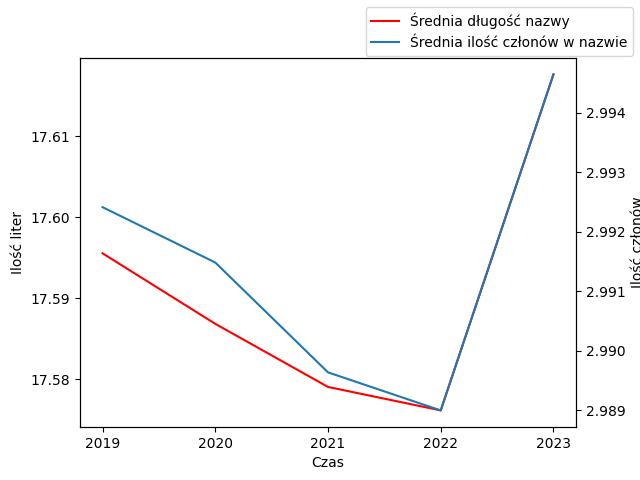 Średnia długość nazwy
Średnia ilość członów w nazwie
17.61
17.60
17.59
17.58
Ilość liter
2.994
2.993
2.992
2.991
2.990
2.989
Ilość członów
2019 2020 2021 2022 2023
Czas